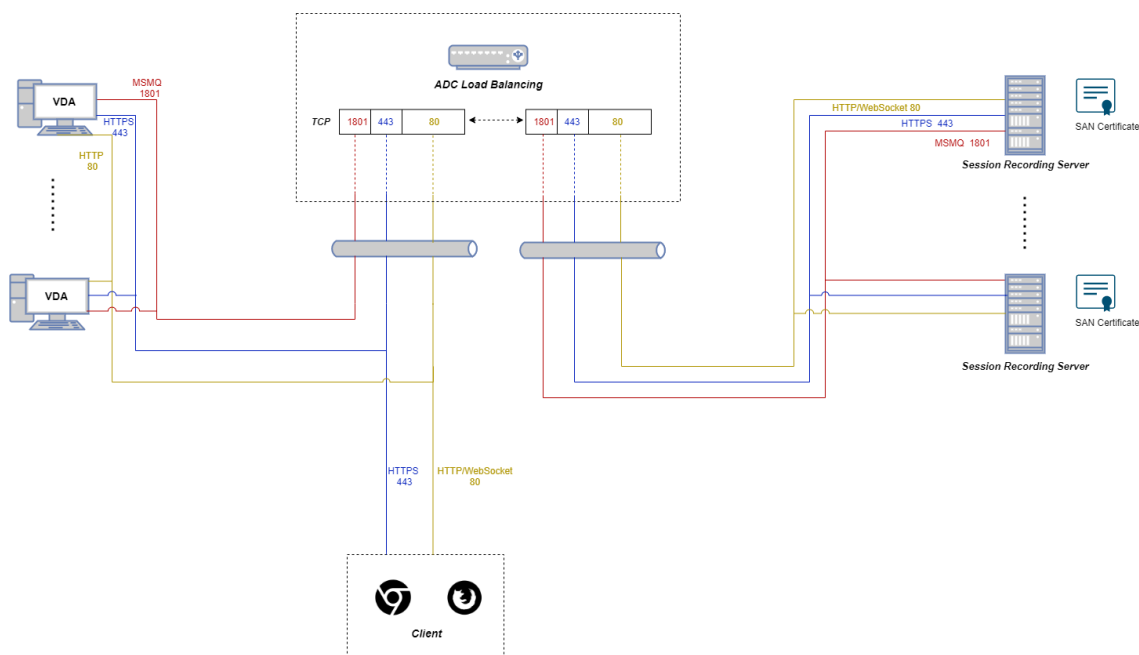 ADC Load Balancing
TCP
1801
443
80
1801
443
80
VDA
MSMQ
1801
HTTPS
443
HTTP
80
VDA
HTTP/WebSocket 80
HTTPS 443
MSMQ 1801
Session Recording Server
SAN Certificate
Session Recording Server
SAN Certificate
HTTPS
443
HTTP/WebSocket
80
Client